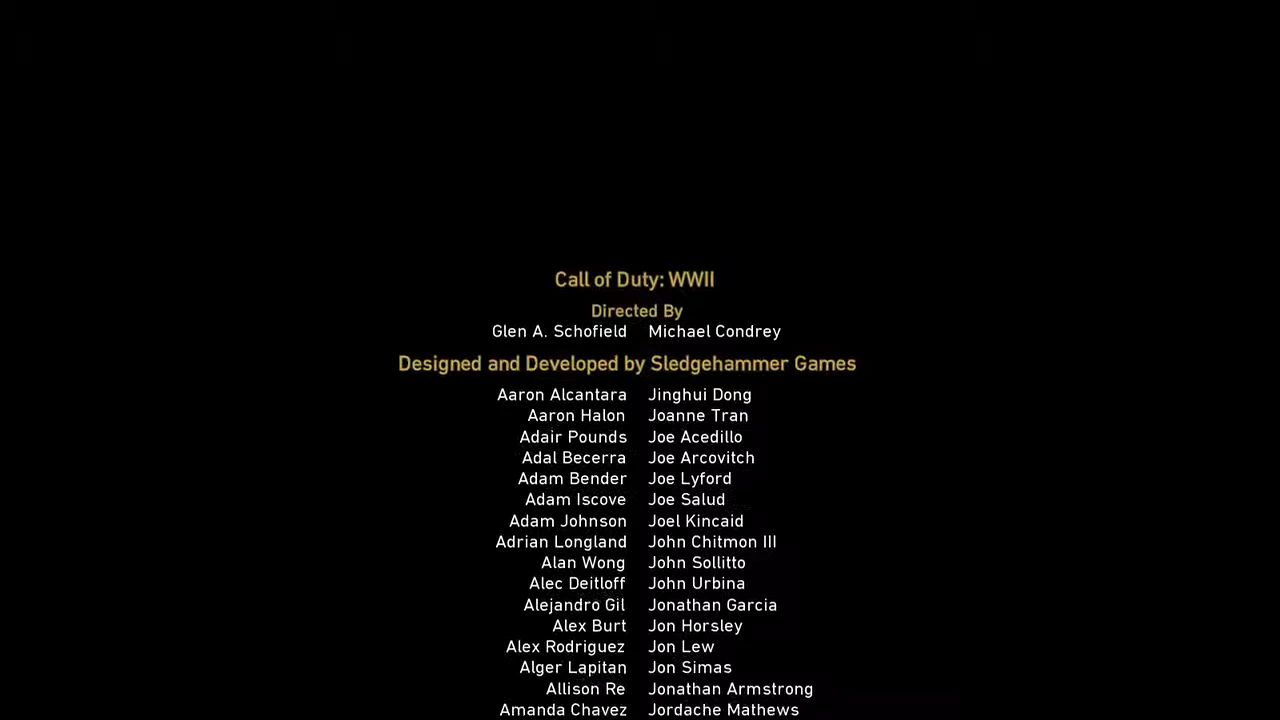 Call of Duty: WWII
Directed By
Glen A. Schofield Michael Condrey
Designed and Developed by Sledgehammer Games
Aaron Alcantara Jinghui Dong
Aaron Halon Joanne Tran
Adair Pounds Joe Acedillo
Adal Becerra Joe Arcovitch
Adam Bender Joe Lyford
Adam Iscove Joe Salud
Adam Johnson Joel Kincaid
Adrian Longland John Chitmon III
Alan Wong John Sollitto
Alec Deitloff John Urbina
Alejandro Gil Jonathan Garcia
Alex Burt Jon Horsley
Alex Rodriguez Jon Lew
Alger Lapitan Jon Simas
Allison Re Jonathan Armstrong
Amanda Chavez Jordache Mathews